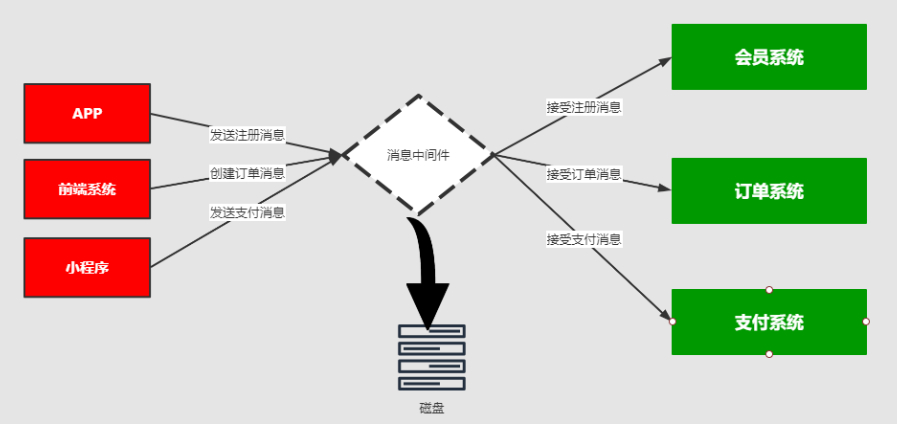 APP
前端系统
小程序
发送注册消息
创建订单消息
发送支付消息
消息中间件
磁盘
接受注册消息
接受订单消息
接受支付消息
会员系统
订单系统
支付系统